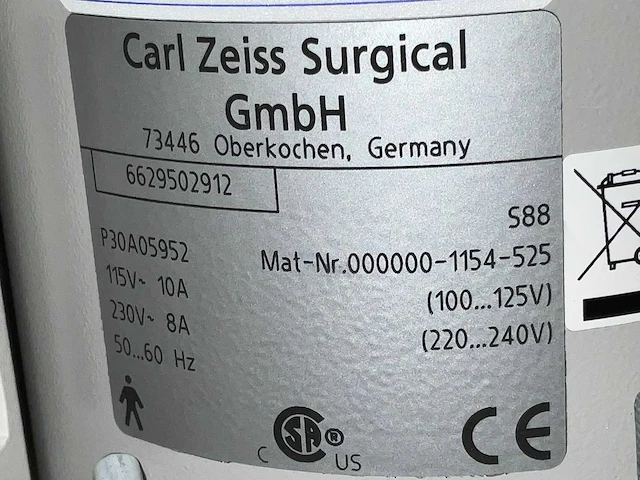 Carl Zeiss Surgical
GmbH
73446 Oberkochen, Germany
6629502912
S88
P30A05952
Mat-Nr.000000-1154-525
115V~ 10A
(100...125V)
230V~ 8A
(220...240V)
50...60 Hz
C SA ® US
CE